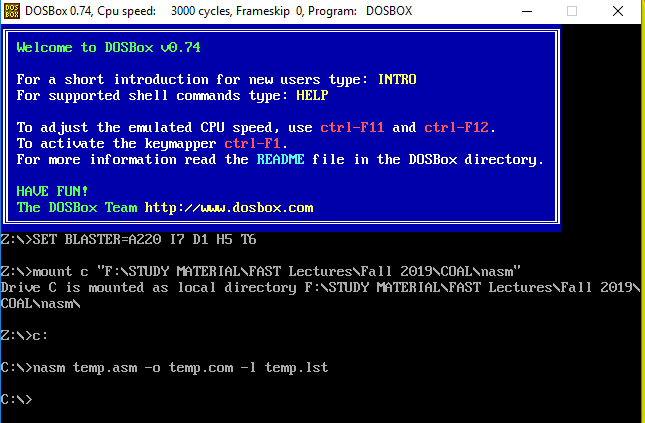 DOS
BOX
DOSBox 0.74, Cpu speed:    3000 cycles, Frameskip  0, Program:   DOSBOX
Welcome to DOSBox v0.74
For a short introduction for new users type: INTRO
For supported shell commands type: HELP
To adjust the emulated CPU speed, use ctrl-F11 and ctrl-F12.
To activate the keymapper ctrl-F1.
For more information read the README file in the DOSBox directory.
HAVE FUN!
The DOSBox Team http://www.dosbox.com
Z:\>SET BLASTER=A220 I7 D1 H5 T6
Z:\>mount c "F:\STUDY MATERIAL\FAST Lectures\Fall 2019\COAL\nasm"
Drive C is mounted as local directory F:\STUDY MATERIAL\FAST Lectures\Fall 2019\
COAL\nasm\
Z:\>c:
C:\>nasm temp.asm -o temp.com -l temp.lst
C:\>